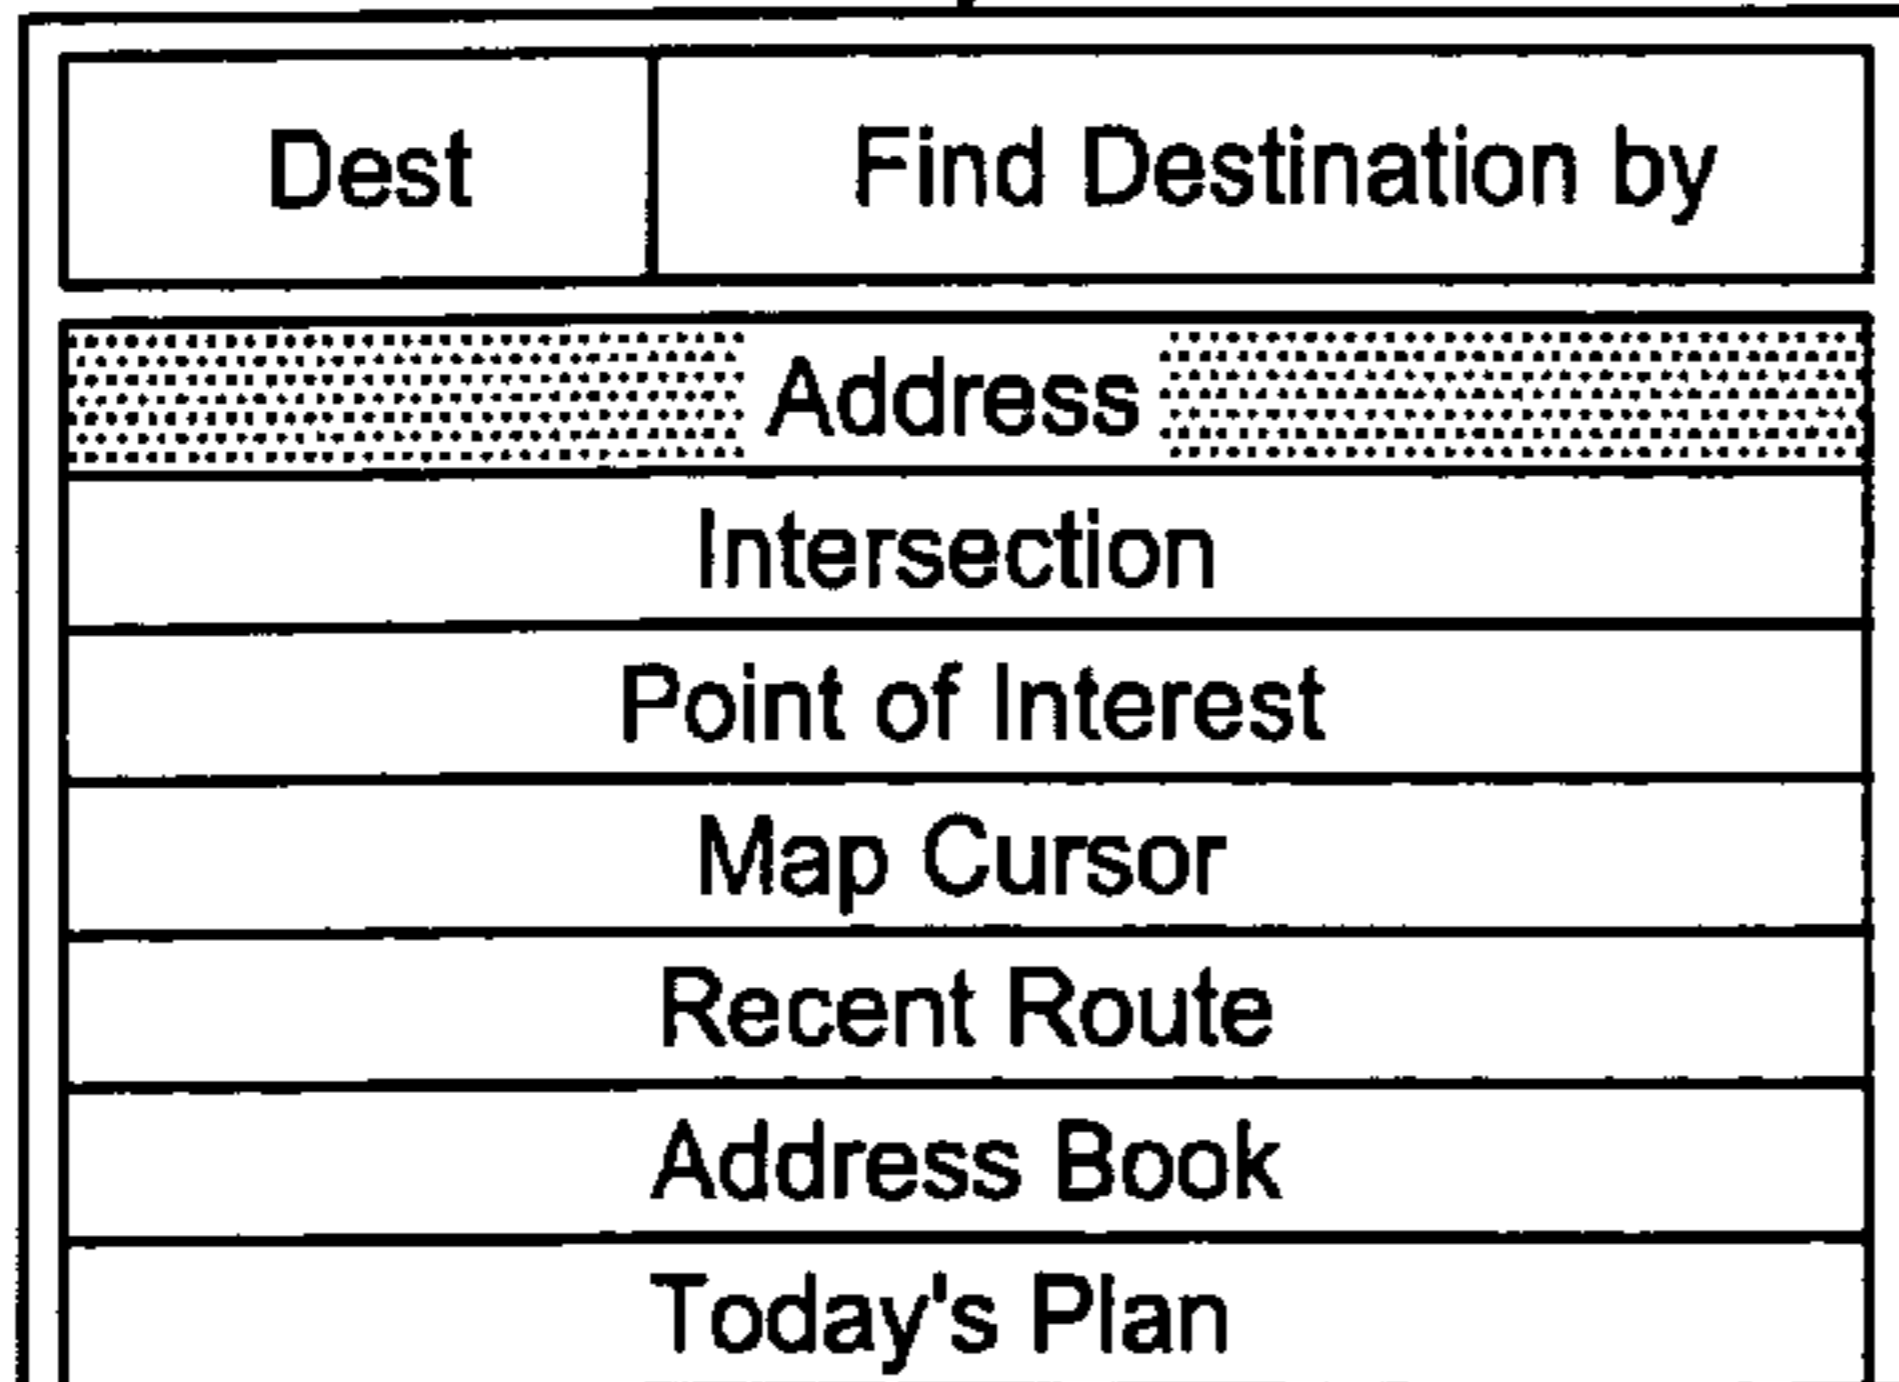 Dest Find Destination by
Address
Intersection
Point of Interest
Map Cursor
Recent Route
Address Book
Today's Plan